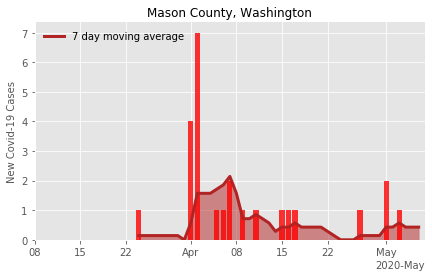 Mason County, Washington
7 day moving average
New Covid-19 Cases
7
6
5
4
3
2
1
0
08 15 22 Apr 08 15 22 May
2020-May